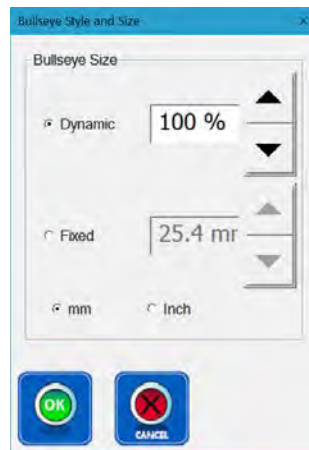 Bullseye Style and Size
Bullseye Size
Dynamic 100 %
Fixed 25.4 mr
mm Inch
OK
CANCEL